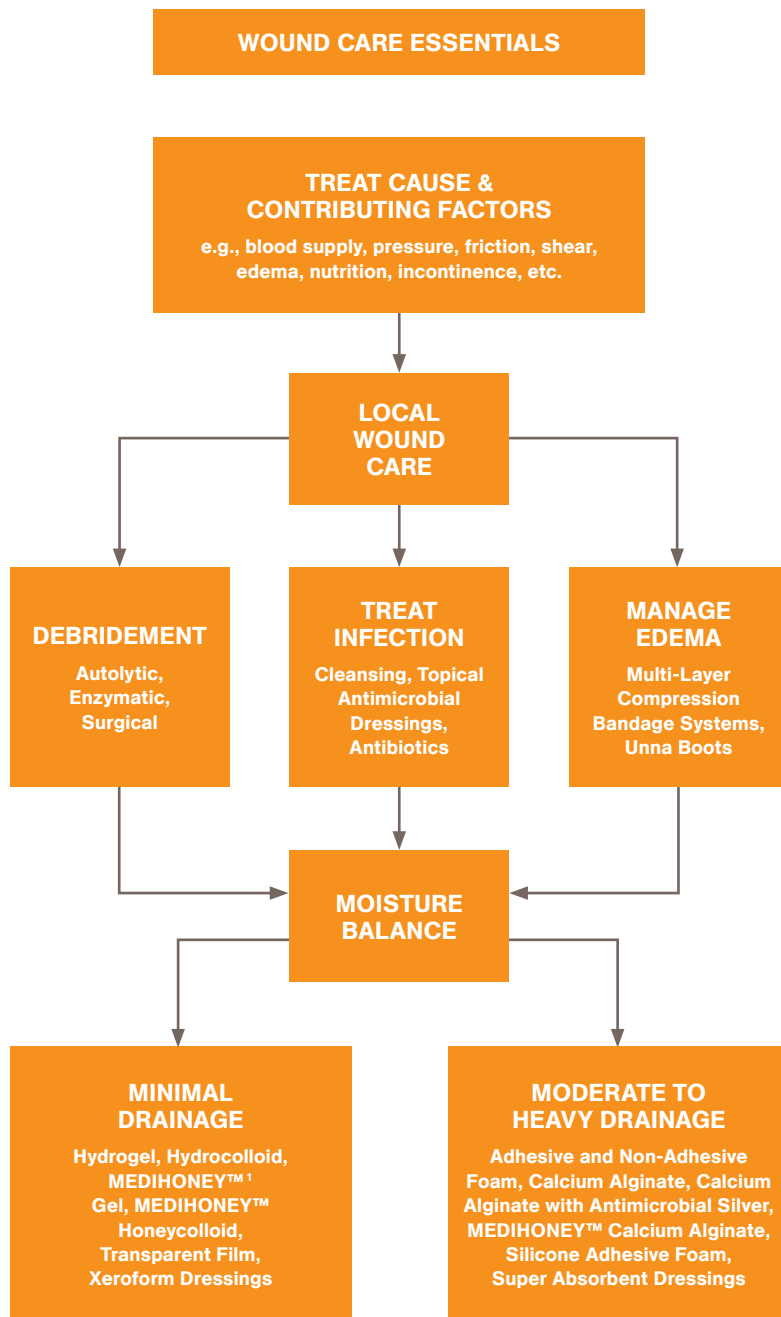 WOUND CARE ESSENTIALS
TREAT CAUSE &
CONTRIBUTING FACTORS
e.g., blood supply, pressure, friction, shear,
edema, nutrition, incontinence, etc.
LOCAL
WOUND
CARE
DEBRIDEMENT
Autolytic,
Enzymatic,
Surgical
TREAT
INFECTION
Cleansing, Topical
Antimicrobial
Dressings,
Antibiotics
MANAGE
EDEMA
Multi-Layer
Compression
Bandage Systems,
Unna Boots
MOISTURE
BALANCE
MINIMAL
DRAINAGE
Hydrogel, Hydrocolloid,
MEDIHONEY™ 1
Gel, MEDIHONEY™
Honeycolloid,
Transparent Film,
Xeroform Dressings
MODERATE TO
HEAVY DRAINAGE
Adhesive and Non-Adhesive
Foam, Calcium Alginate, Calcium
Alginate with Antimicrobial Silver,
MEDIHONEY™ Calcium Alginate,
Silicone Adhesive Foam,
Super Absorbent Dressings